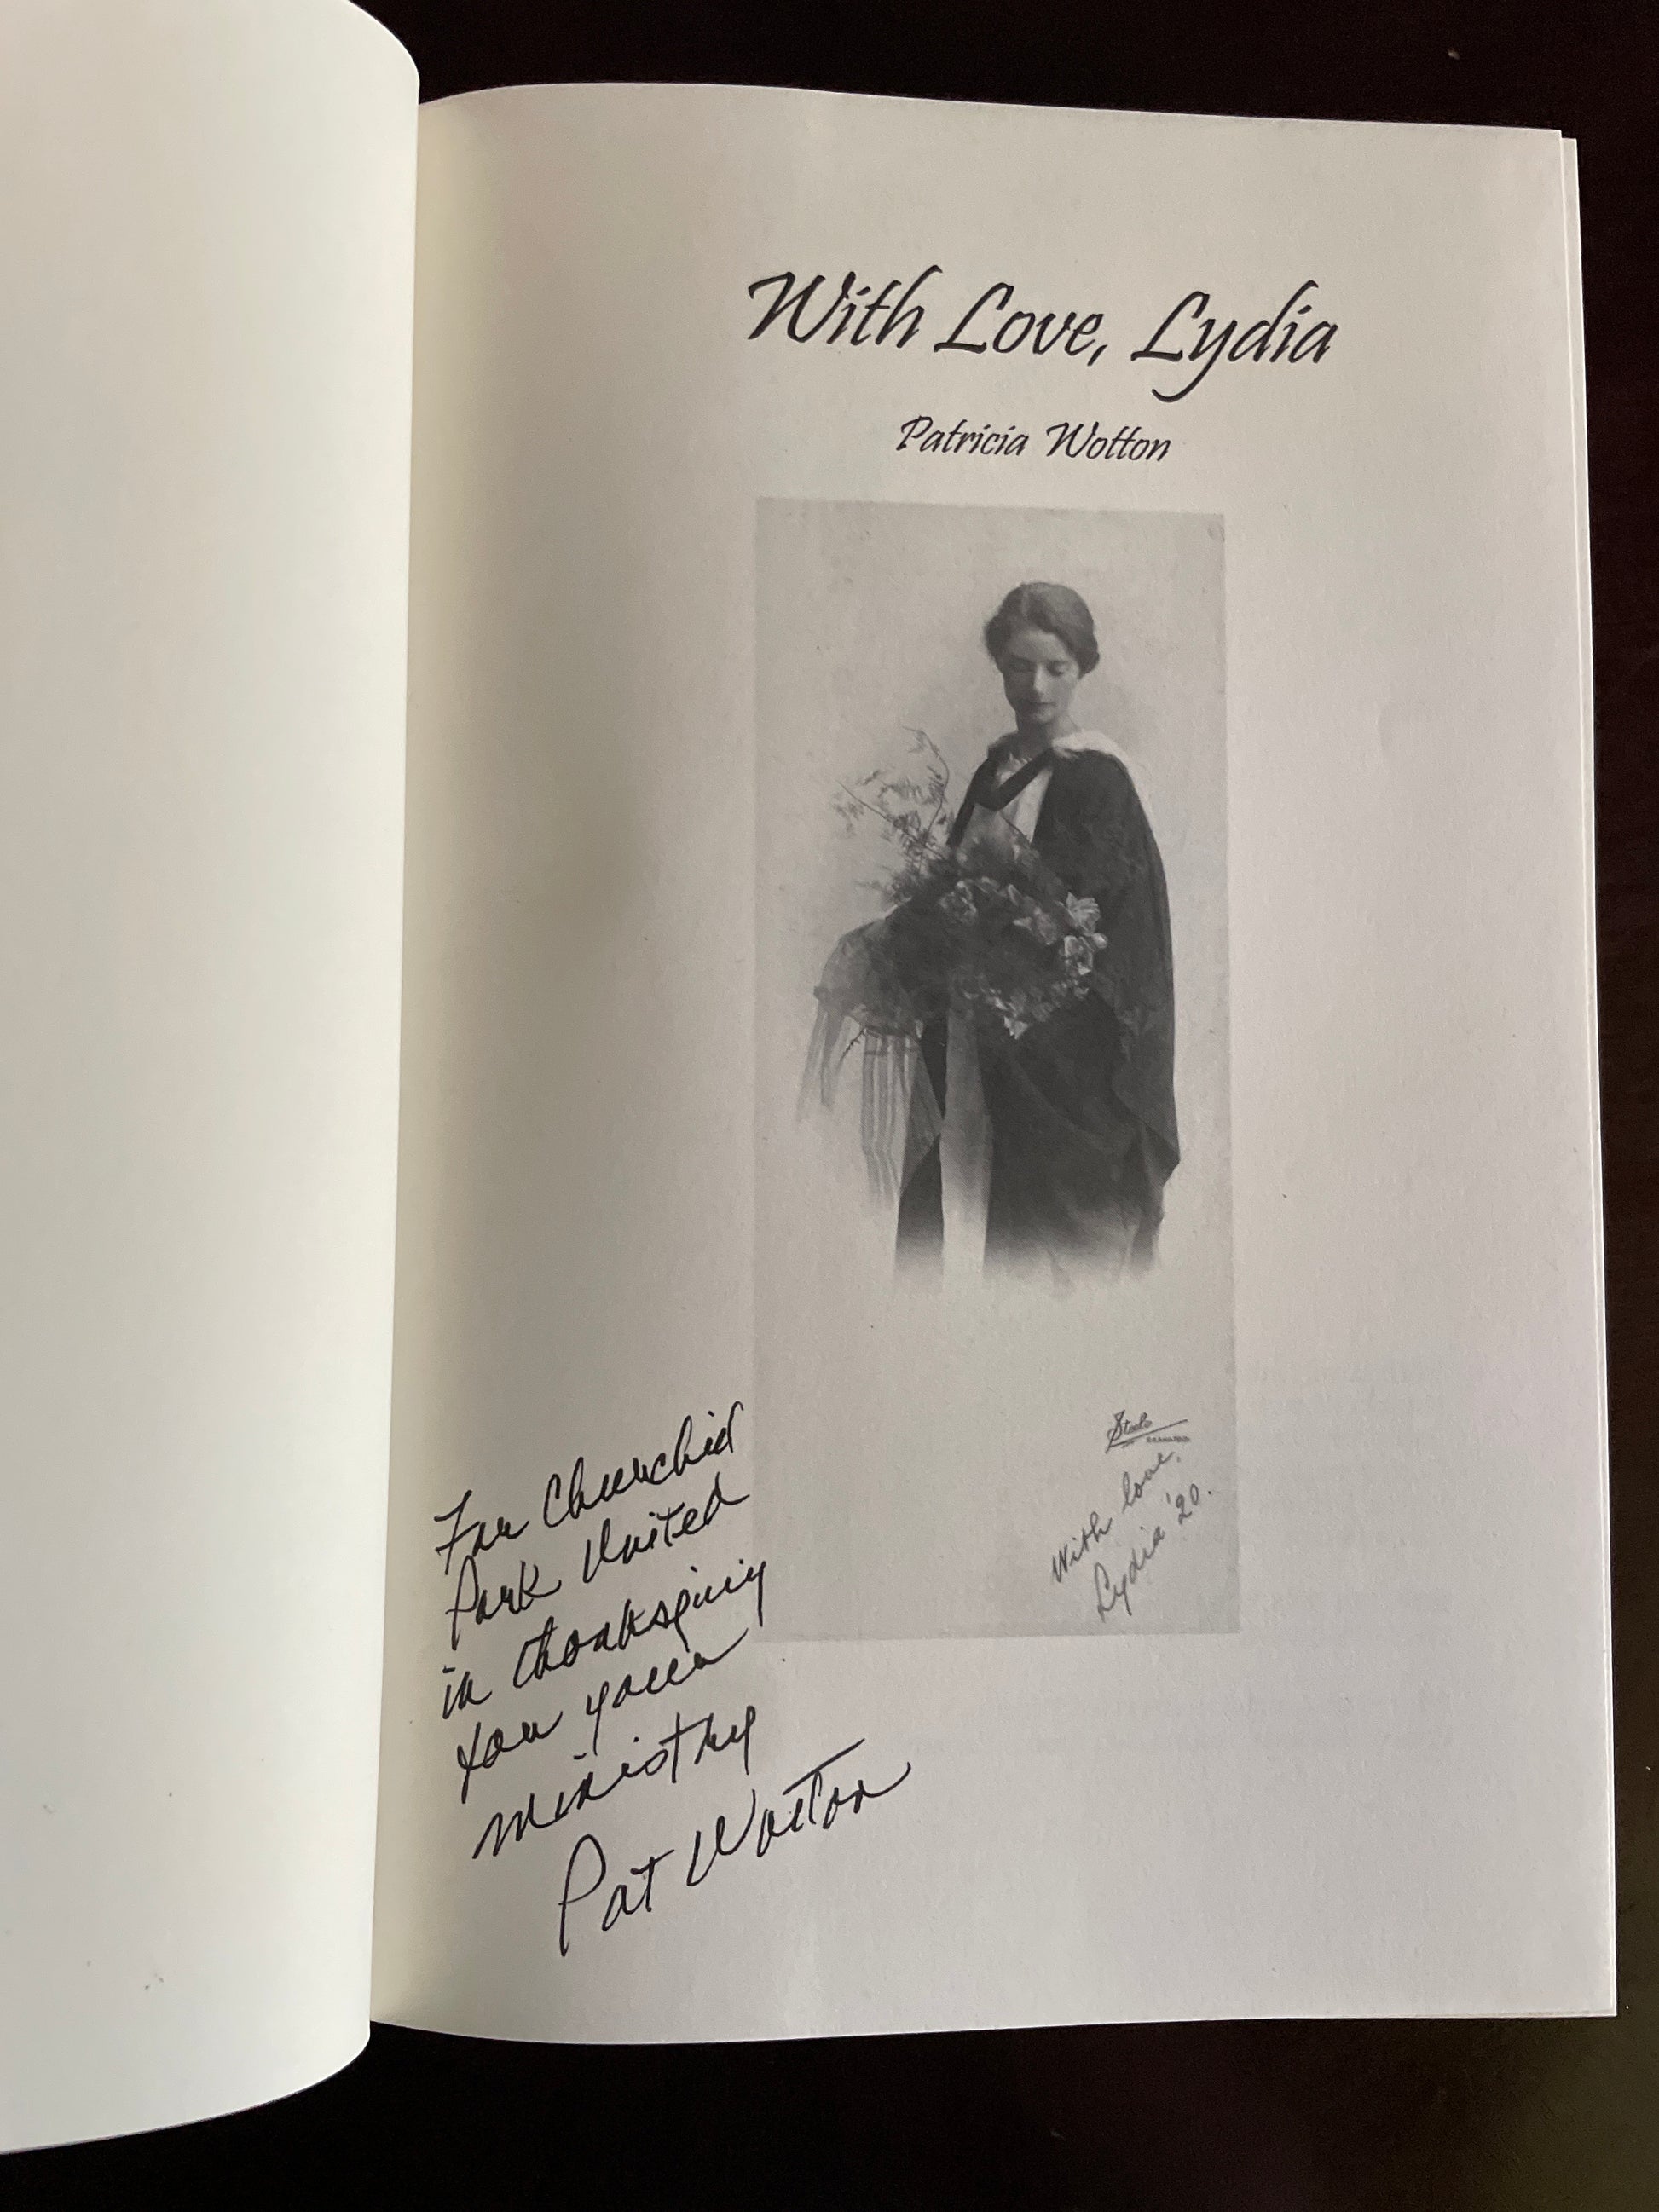 With Love, Lydia
Patricia Wotton
Steele
With love,
Lydia '20.
For Churchill
Park United
in thanksgiving
for your
ministry
Pat Wotton